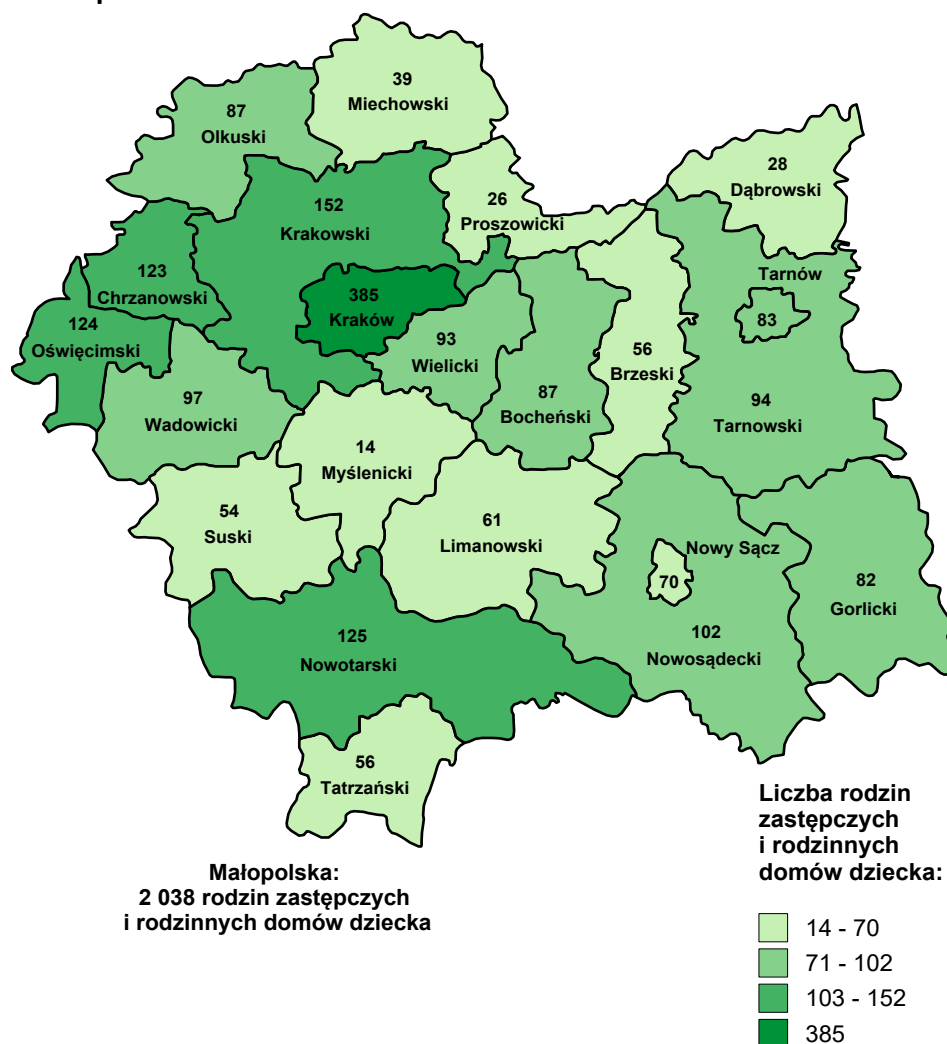 39
Miechowski
87
Olkuski
28
Dąbrowski
26
Proszowicki
152
Krakowski
123
Chrzanowski
Tarnów
83
385
Kraków
124
Oświęcimski
93
Wielicki
56
Brzeski
97
Wadowicki
87
Bocheński
94
Tarnowski
14
Myślenicki
54
Suski
61
Limanowski
Nowy Sącz
70
82
Gorlicki
125
Nowotarski
102
Nowosądecki
56
Tatrzański
Małopolska:
2 038 rodzin zastępczych
i rodzinnych domów dziecka
Liczba rodzin
zastępczych
i rodzinnych
domów dziecka:
14 - 70
71 - 102
103 - 152
385